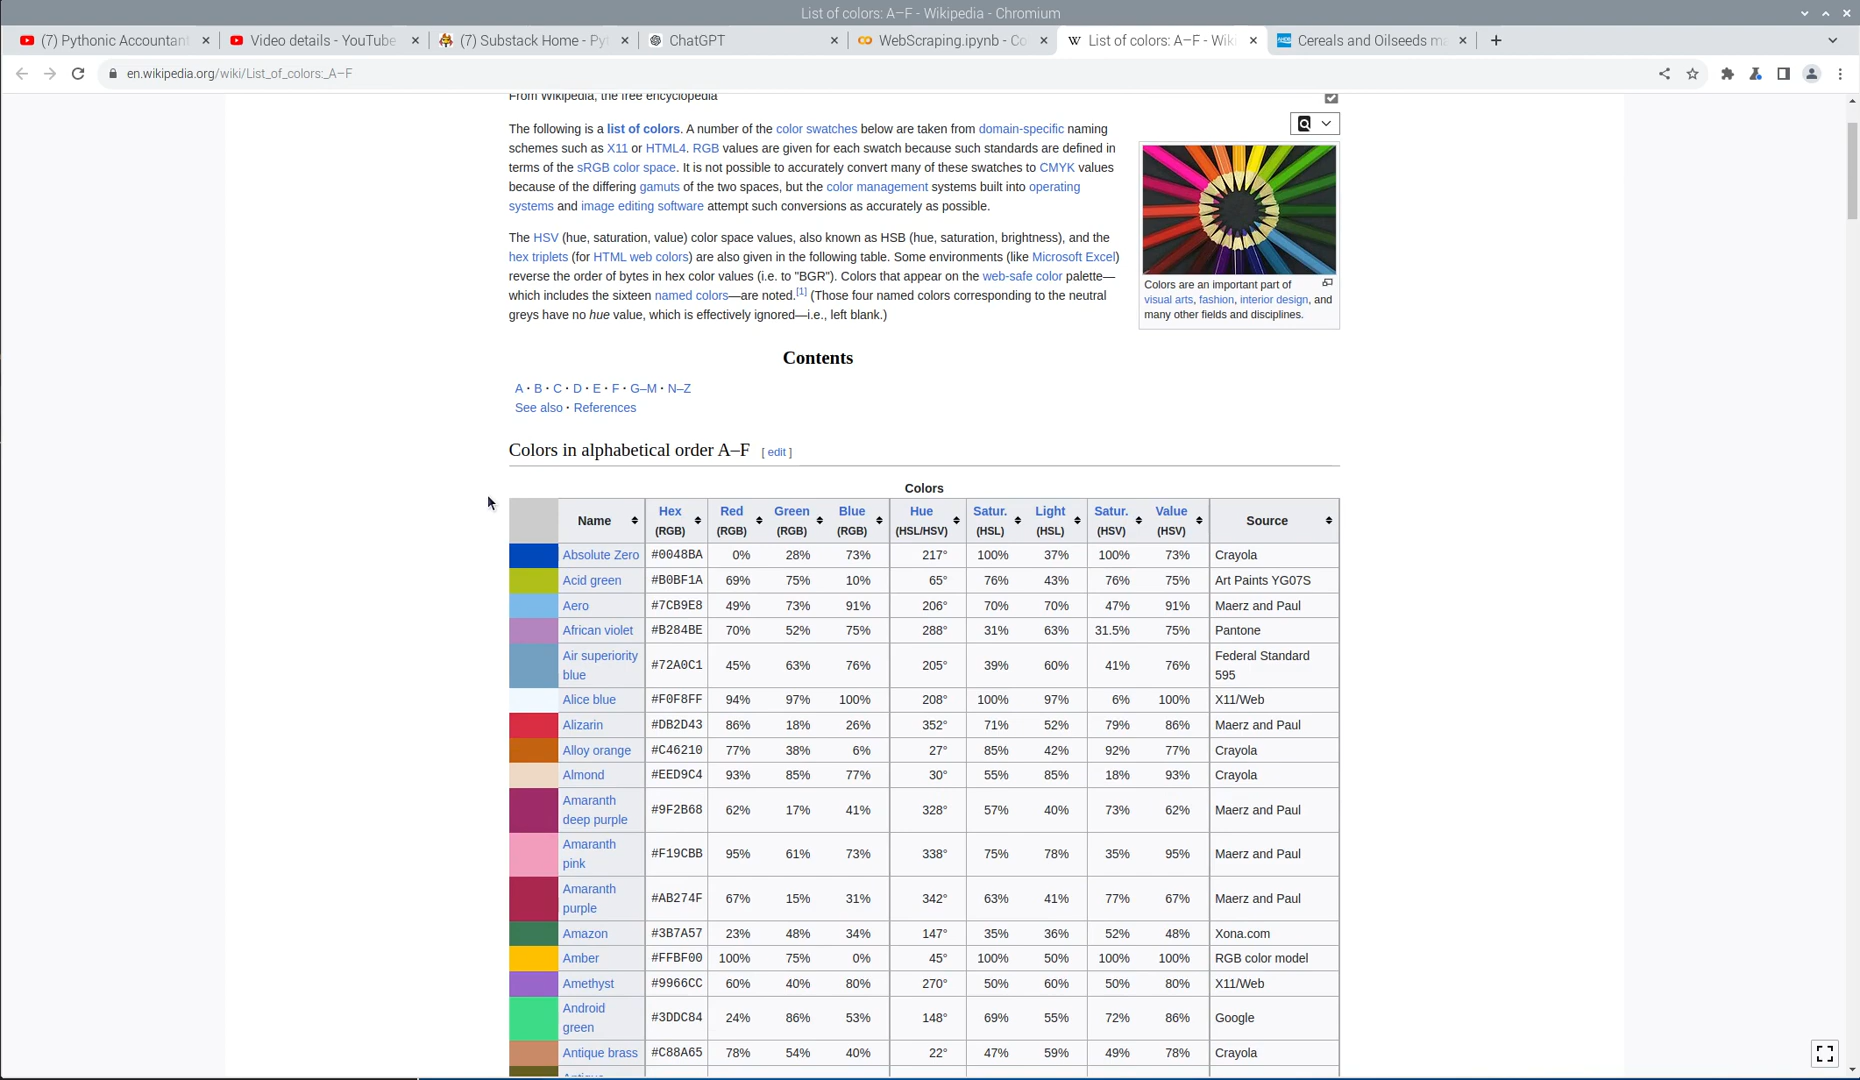 List of colors: A–F - Wikipedia - Chromium
(7) Pythonic Accountant
Video details - YouTube
(7) Substack Home - Py
ChatGPT
WebScraping.ipynb - Co
List of colors: A–F - Wiki
Cereals and Oilseeds ma
en.wikipedia.org/wiki/List_of_colors:_A–F
From Wikipedia, the free encyclopedia
The following is a list of colors. A number of the color swatches below are taken from domain-specific naming
schemes such as X11 or HTML4. RGB values are given for each swatch because such standards are defined in
terms of the sRGB color space. It is not possible to accurately convert many of these swatches to CMYK values
because of the differing gamuts of the two spaces, but the color management systems built into operating
systems and image editing software attempt such conversions as accurately as possible.
The HSV (hue, saturation, value) color space values, also known as HSB (hue, saturation, brightness), and the
hex triplets (for HTML web colors) are also given in the following table. Some environments (like Microsoft Excel)
reverse the order of bytes in hex color values (i.e. to "BGR"). Colors that appear on the web-safe color palette—
which includes the sixteen named colors—are noted.[1] (Those four named colors corresponding to the neutral
greys have no hue value, which is effectively ignored—i.e., left blank.)
Colors are an important part of
visual arts, fashion, interior design, and
many other fields and disciplines.
Contents
A · B · C · D · E · F · G–M · N–Z
See also · References
Colors in alphabetical order A–F [ edit ]
Colors
Name Hex (RGB) Red (RGB) Green (RGB) Blue (RGB) Hue (HSL/HSV) Satur. (HSL) Light (HSL) Satur. (HSV) Value (HSV) Source
Absolute Zero #0048BA 0% 28% 73% 217° 100% 37% 100% 73% Crayola
Acid green #B0BF1A 69% 75% 10% 65° 76% 43% 76% 75% Art Paints YG07S
Aero #7CB9E8 49% 73% 91% 206° 70% 70% 47% 91% Maerz and Paul
African violet #B284BE 70% 52% 75% 288° 31% 63% 31.5% 75% Pantone
Air superiority blue #72A0C1 45% 63% 76% 205° 39% 60% 41% 76% Federal Standard 595
Alice blue #F0F8FF 94% 97% 100% 208° 100% 97% 6% 100% X11/Web
Alizarin #DB2D43 86% 18% 26% 352° 71% 52% 79% 86% Maerz and Paul
Alloy orange #C46210 77% 38% 6% 27° 85% 42% 92% 77% Crayola
Almond #EED9C4 93% 85% 77% 30° 55% 85% 18% 93% Crayola
Amaranth deep purple #9F2B68 62% 17% 41% 328° 57% 40% 73% 62% Maerz and Paul
Amaranth pink #F19CBB 95% 61% 73% 338° 75% 78% 35% 95% Maerz and Paul
Amaranth purple #AB274F 67% 15% 31% 342° 63% 41% 77% 67% Maerz and Paul
Amazon #3B7A57 23% 48% 34% 147° 35% 36% 52% 48% Xona.com
Amber #FFBF00 100% 75% 0% 45° 100% 50% 100% 100% RGB color model
Amethyst #9966CC 60% 40% 80% 270° 50% 60% 50% 80% X11/Web
Android green #3DDC84 24% 86% 53% 148° 69% 55% 72% 86% Google
Antique brass #C88A65 78% 54% 40% 22° 47% 59% 49% 78% Crayola